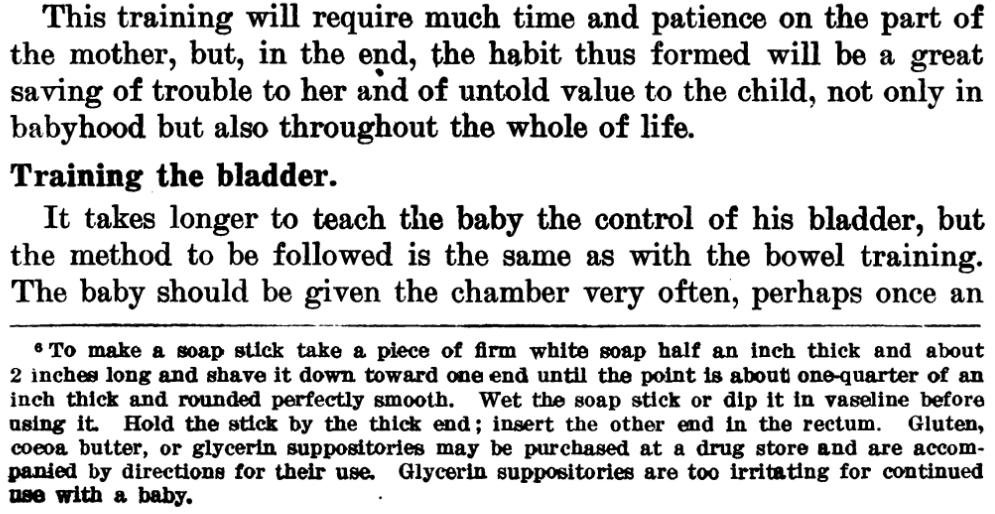 This training will require much time and patience on the part of
the mother, but, in the end, the habit thus formed will be a great
saving of trouble to her and of untold value to the child, not only in
babyhood but also throughout the whole of life.
Training the bladder.
It takes longer to teach the baby the control of his bladder, but
the method to be followed is the same as with the bowel training.
The baby should be given the chamber very often, perhaps once an
⁶ To make a soap stick take a piece of firm white soap half an inch thick and about
2 inches long and shave it down toward one end until the point is about one-quarter of an
inch thick and rounded perfectly smooth. Wet the soap stick or dip it in vaseline before
using it. Hold the stick by the thick end; insert the other end in the rectum. Gluten,
cocoa butter, or glycerin suppositories may be purchased at a drug store and are accom-
panied by directions for their use. Glycerin suppositories are too irritating for continued
use with a baby.